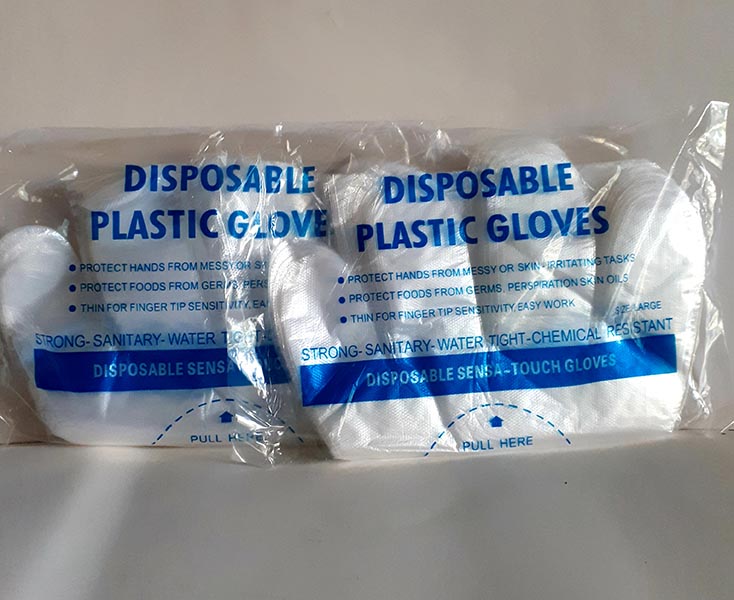 DISPOSABLE
PLASTIC GLOVE
• PROTECT HANDS FROM MESSY OR
• PROTECT FOODS FROM GERMS,
• THIN FOR FINGER TIP SENSITIVITY,
STRONG- SANITARY-WATER TIGHT-
DISPOSABLE SENSA
PULL HERE
DISPOSABLE
PLASTIC GLOVES
• PROTECT HANDS FROM MESSY OR SKIN-IRRITATING TASKS
• PROTECT FOODS FROM GERMS. PERSPIRATION SKIN OILS
• THIN FOR FINGER TIP SENSITIVITY,EASY WORK
SIZE:LARGE
STRONG- SANITARY-WATER TIGHT-CHEMICAL RESISTANT
DISPOSABLE SENSA-TOUCH GLOVES
PULL HERE